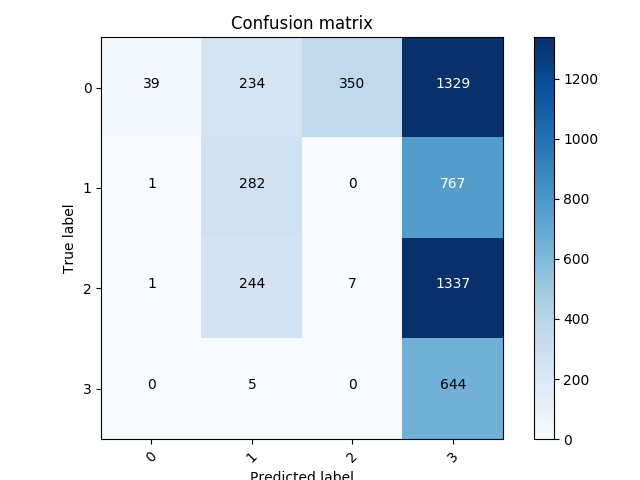 Confusion matrix
0 39 234 350 1329
1 1 282 0 767
2 1 244 7 1337
3 0 5 0 644
0 1 2 3
True label
Predicted label
1200
1000
800
600
400
200
0